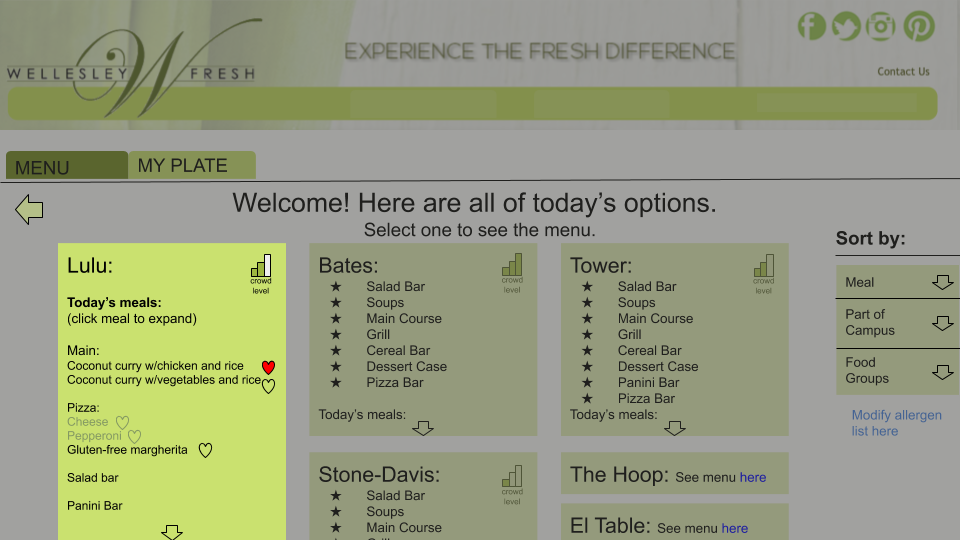 WELLESLEY W FRESH
EXPERIENCE THE FRESH DIFFERENCE
Contact Us
MENU
MY PLATE
Welcome! Here are all of today's options.
Select one to see the menu.
Lulu:
crowd
level
Today's meals:
(click meal to expand)
Main:
Coconut curry w/chicken and rice
Coconut curry w/vegetables and rice
Pizza:
Cheese
Pepperoni
Gluten-free margherita
Salad bar
Panini Bar
Bates:
crowd
level
★ Salad Bar
★ Soups
★ Main Course
★ Grill
★ Cereal Bar
★ Dessert Case
★ Pizza Bar
Today's meals:
Tower:
crowd
level
★ Salad Bar
★ Soups
★ Main Course
★ Grill
★ Cereal Bar
★ Dessert Case
★ Panini Bar
★ Pizza Bar
Today's meals:
Stone-Davis:
crowd
level
★ Salad Bar
★ Soups
★ Main Course
The Hoop: See menu here
El Table: See menu here
Sort by:
Meal
Part of
Campus
Food
Groups
Modify allergen
list here